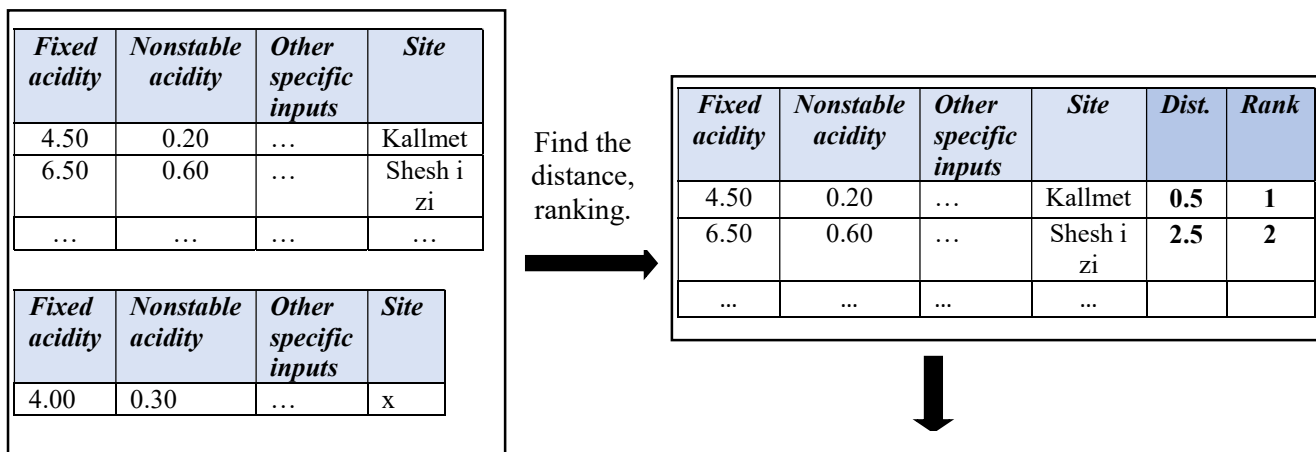 Fixed acidity Nonstable acidity Other specific inputs Site
4.50 0.20 … Kallmet
6.50 0.60 … Shesh i zi
… … … …
Fixed acidity Nonstable acidity Other specific inputs Site
4.00 0.30 … x
Find the
distance,
ranking.
Fixed acidity Nonstable acidity Other specific inputs Site Dist. Rank
4.50 0.20 … Kallmet 0.5 1
6.50 0.60 … Shesh i zi 2.5 2
... ... ... ...